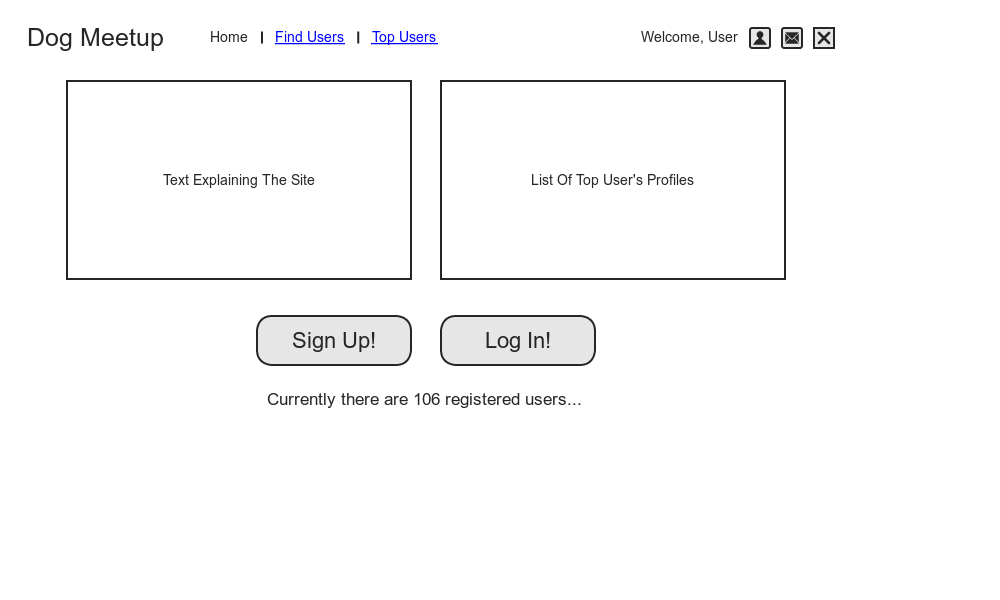 Dog Meetup
Home | Find Users | Top Users
Welcome, User
Text Explaining The Site
List Of Top User's Profiles
Sign Up!
Log In!
Currently there are 106 registered users...